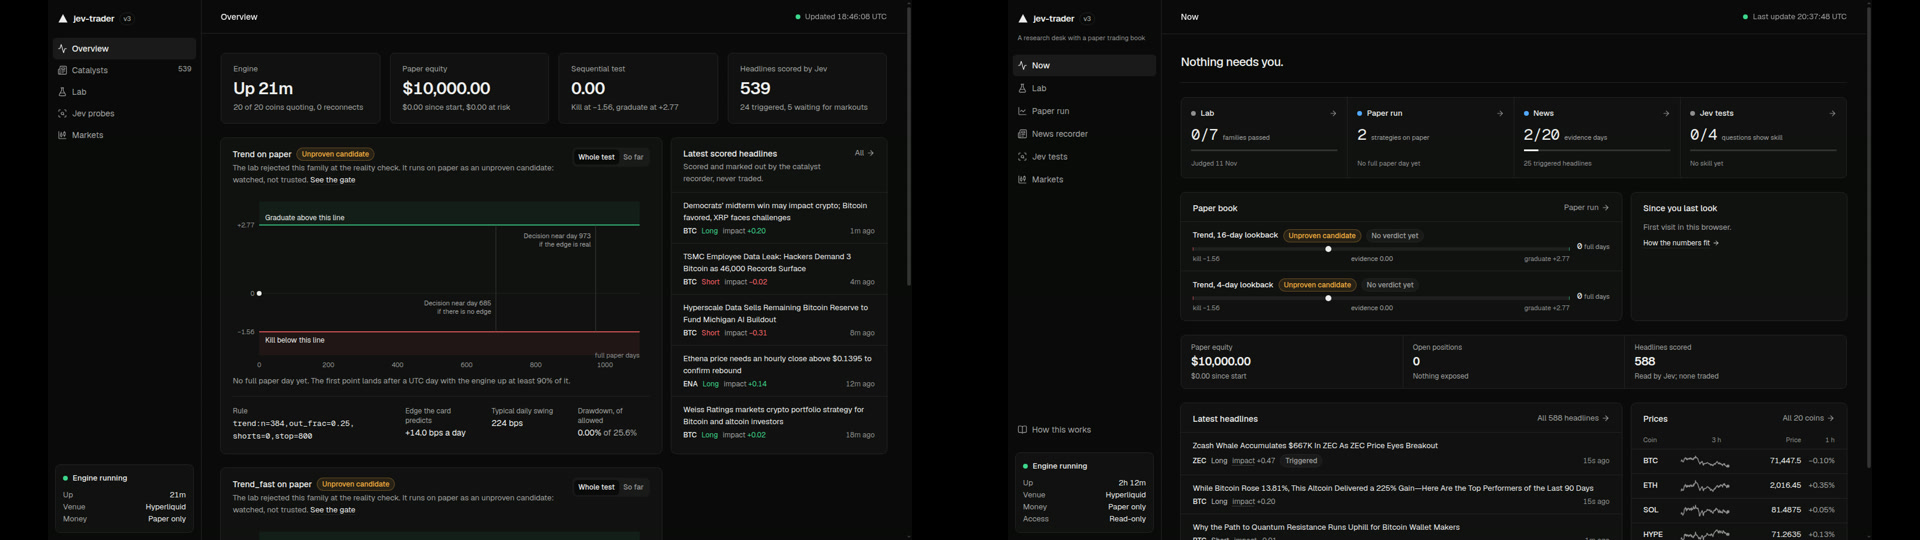 jev-trader v3
Overview
Catalysts 539
Lab
Jev probes
Markets
Engine running
Up 21m
Venue Hyperliquid
Money Paper only
Overview
Updated 18:46:08 UTC
Engine
Up 21m
20 of 20 coins quoting, 0 reconnects
Paper equity
$10,000.00
$0.00 since start, $0.00 at risk
Sequential test
0.00
Kill at −1.56, graduate at +2.77
Headlines scored by Jev
539
24 triggered, 5 waiting for markouts
Trend on paper Unproven candidate
Whole test So far
The lab rejected this family at the reality check. It runs on paper as an unproven candidate:
watched, not trusted. See the gate
Graduate above this line
+2.77
Decision near day 973
if the edge is real
0
Decision near day 685
if there is no edge
−1.56
Kill below this line
full paper days
0 200 400 600 800 1000
No full paper day yet. The first point lands after a UTC day with the engine up at least 90% of it.
Rule
trend:n=384,out_frac=0.25,
shorts=0,stop=800
Edge the card
predicts
+14.0 bps a day
Typical daily swing
224 bps
Drawdown, of
allowed
0.00% of 25.6%
Trend_fast on paper Unproven candidate
Whole test So far
The lab rejected this family at the reality check. It runs on paper as an unproven candidate:
watched, not trusted. See the gate
Latest scored headlines
All →
Scored and marked out by the catalyst
recorder, never traded.
Democrats' midterm win may impact crypto; Bitcoin
favored, XRP faces challenges
BTC Long impact +0.20 1m ago
TSMC Employee Data Leak: Hackers Demand 3
Bitcoin as 46,000 Records Surface
BTC Short impact −0.02 4m ago
Hyperscale Data Sells Remaining Bitcoin Reserve to
Fund Michigan AI Buildout
BTC Short impact −0.31 8m ago
Ethena price needs an hourly close above $0.1395 to
confirm rebound
ENA Long impact +0.14 12m ago
Weiss Ratings markets crypto portfolio strategy for
Bitcoin and altcoin investors
BTC Long impact +0.02 18m ago
jev-trader v3
A research desk with a paper trading book
Now
Lab
Paper run
News recorder
Jev tests
Markets
How this works
Engine running
Up 2h 12m
Venue Hyperliquid
Money Paper only
Access Read-only
Now
Last update 20:37:48 UTC
Nothing needs you.
Lab →
0/7 families passed
Judged 11 Nov
Paper run →
2 strategies on paper
No full paper day yet
News →
2/20 evidence days
25 triggered headlines
Jev tests →
0/4 questions show skill
No skill yet
Paper book
Paper run →
Trend, 16-day lookback Unproven candidate No verdict yet
0 full days
kill −1.56 evidence 0.00 graduate +2.77
Trend, 4-day lookback Unproven candidate No verdict yet
0 full days
kill −1.56 evidence 0.00 graduate +2.77
Since you last look
First visit in this browser.
How the numbers fit →
Paper equity
$10,000.00
$0.00 since start
Open positions
0
Nothing exposed
Headlines scored
588
Read by Jev; none traded
Latest headlines
All 588 headlines →
Zcash Whale Accumulates $667K In ZEC As ZEC Price Eyes Breakout
ZEC Long impact +0.47 Triggered 15s ago
While Bitcoin Rose 13.81%, This Altcoin Delivered a 225% Gain—Here Are the Top Performers of the Last 90 Days
BTC Long impact +0.20 15s ago
Why the Path to Quantum Resistance Runs Uphill for Bitcoin Wallet Makers
Prices
All 20 coins →
Coin 3 h Price 1 h
BTC 71,447.5 −0.10%
ETH 2,016.45 +0.35%
SOL 81.4875 +0.05%
HYPE 71.2635 +0.13%